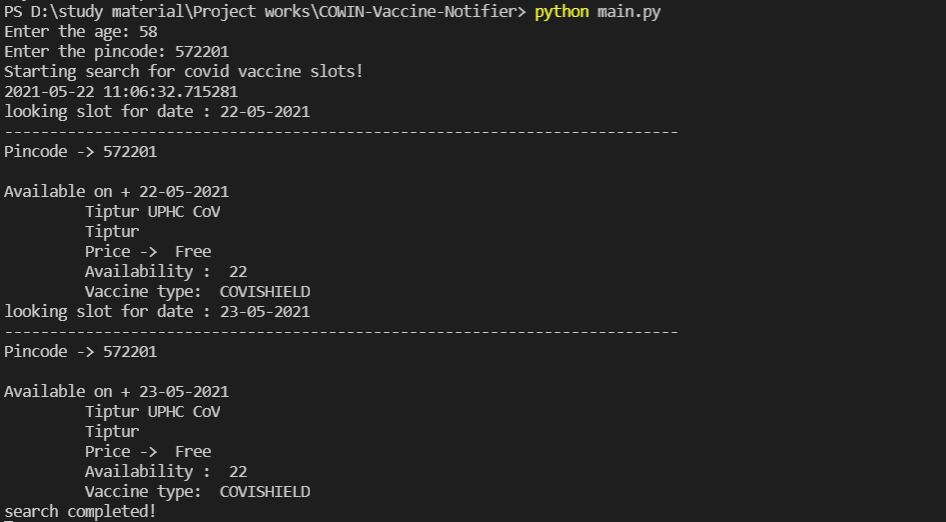 PS D:\study material\Project works\COWIN-Vaccine-Notifier> python main.py
Enter the age: 58
Enter the pincode: 572201
Starting search for covid vaccine slots!
2021-05-22 11:06:32.715281
looking slot for date : 22-05-2021
---------------------------------------------------------------------------
Pincode -> 572201
Available on + 22-05-2021
Tiptur UPHC CoV
Tiptur
Price ->  Free
Availability :  22
Vaccine type:  COVISHIELD
looking slot for date : 23-05-2021
---------------------------------------------------------------------------
Pincode -> 572201
Available on + 23-05-2021
Tiptur UPHC CoV
Tiptur
Price ->  Free
Availability :  22
Vaccine type:  COVISHIELD
search completed!